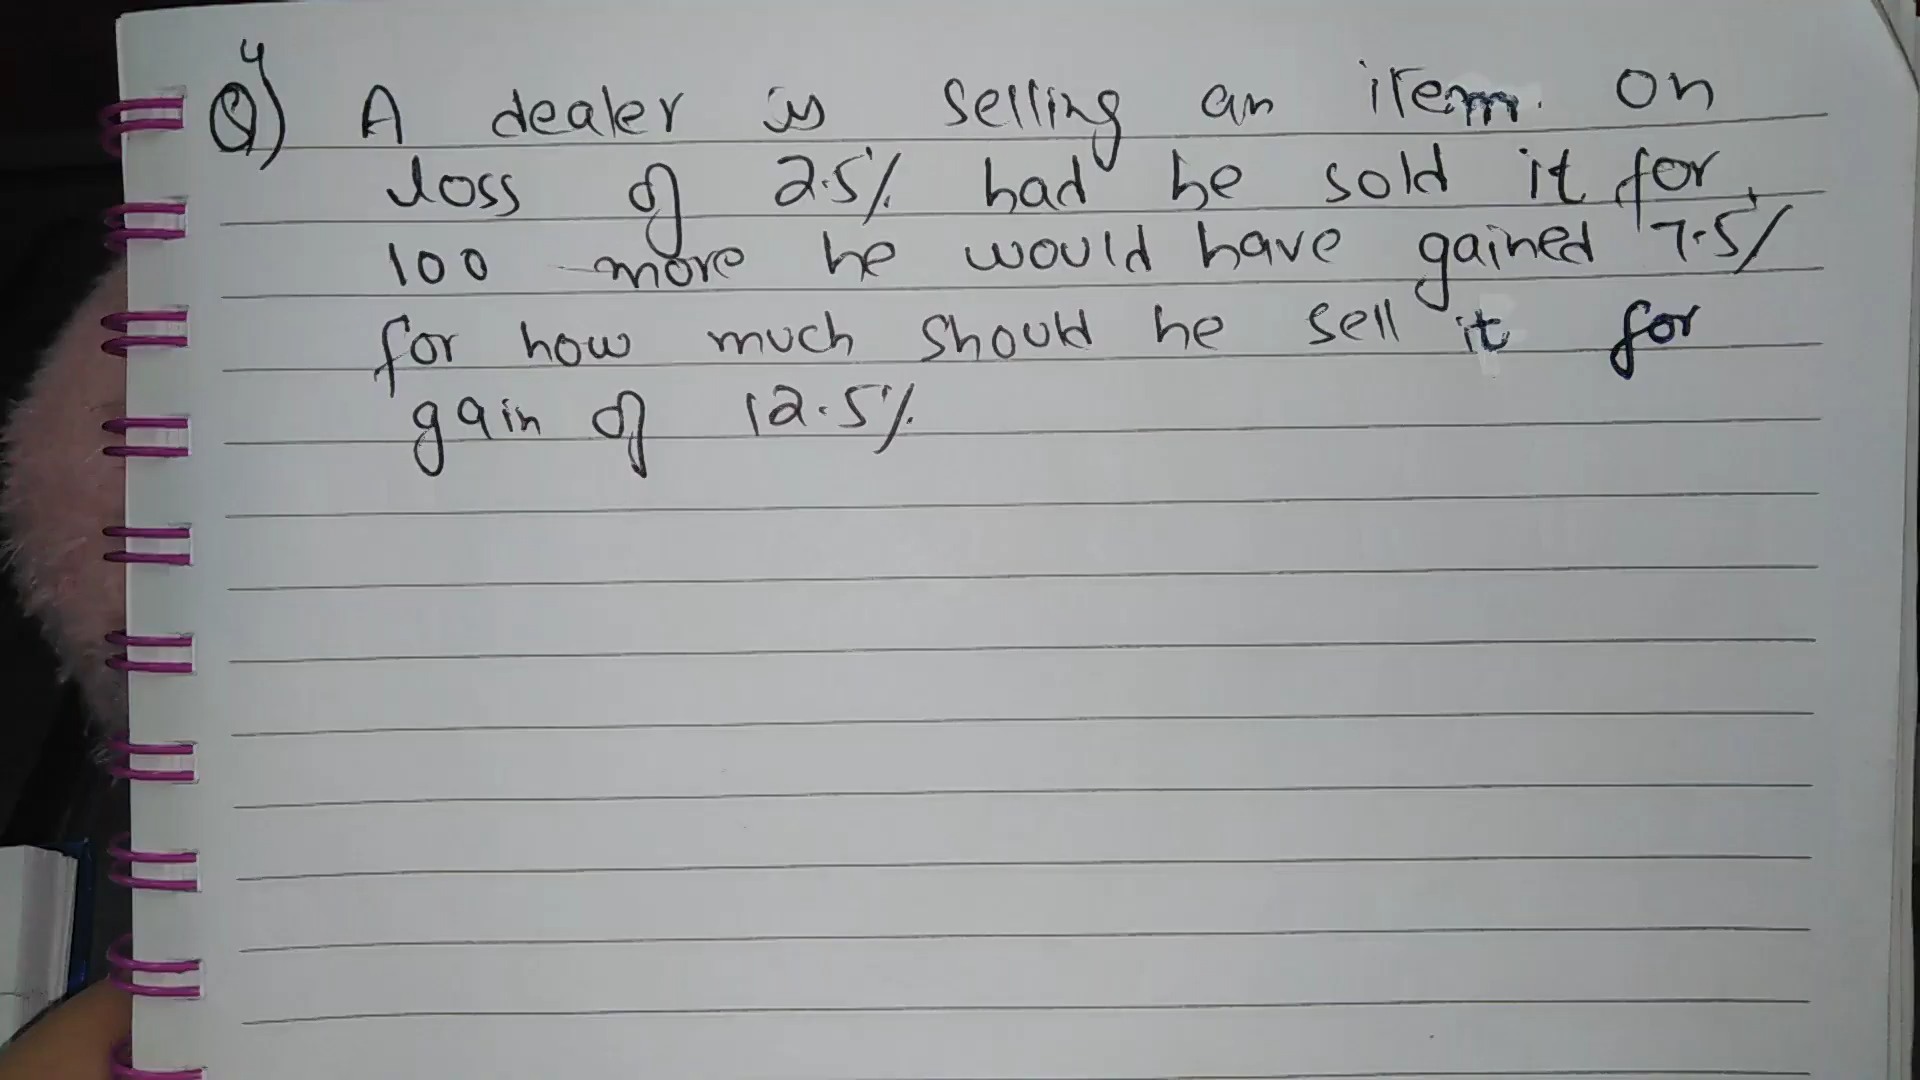 Q4) A dealer is selling an item. on
loss of 2.5% had he sold it for
100 more he would have gained 7.5%
for how much should he sell it for
gain of 12.5%